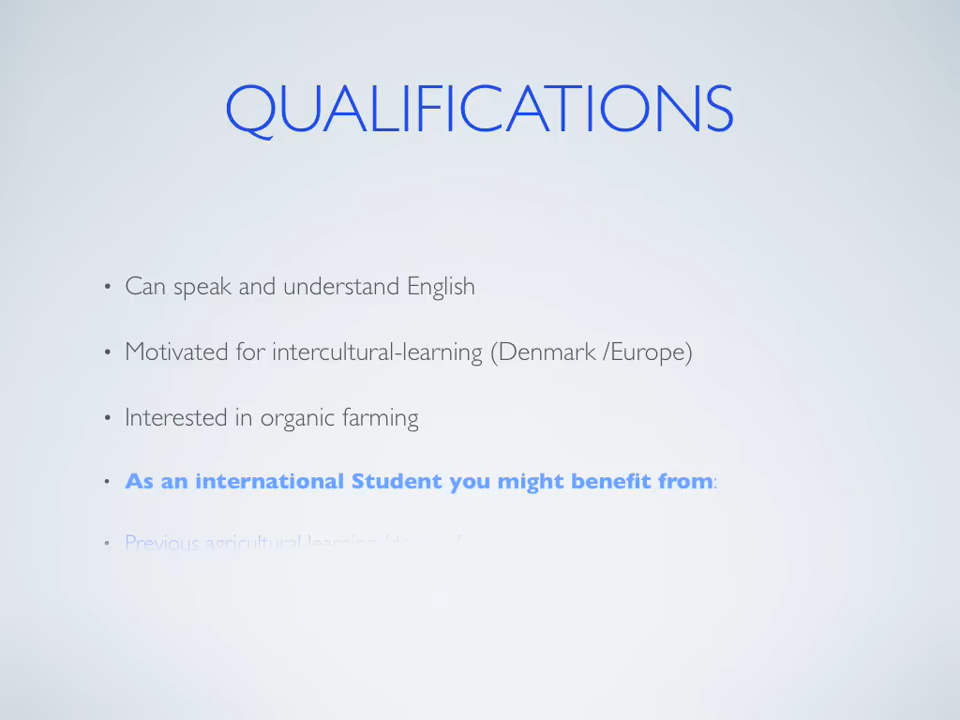 QUALIFICATIONS
• Can speak and understand English
• Motivated for intercultural-learning (Denmark /Europe)
• Interested in organic farming
• As an international Student you might benefit from:
• Previous agricultural learning